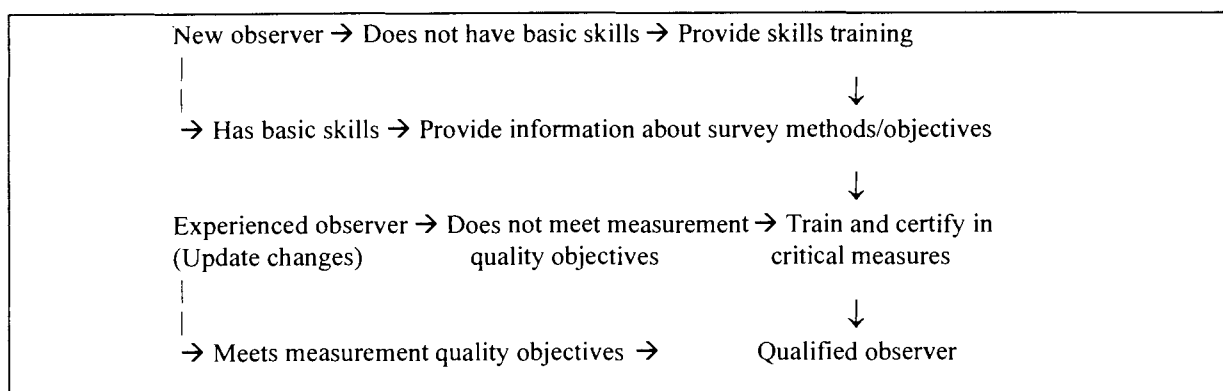 New observer → Does not have basic skills → Provide skills training
↓
→ Has basic skills → Provide information about survey methods/objectives
↓
Experienced observer → Does not meet measurement → Train and certify in
(Update changes) quality objectives critical measures
↓
→ Meets measurement quality objectives → Qualified observer